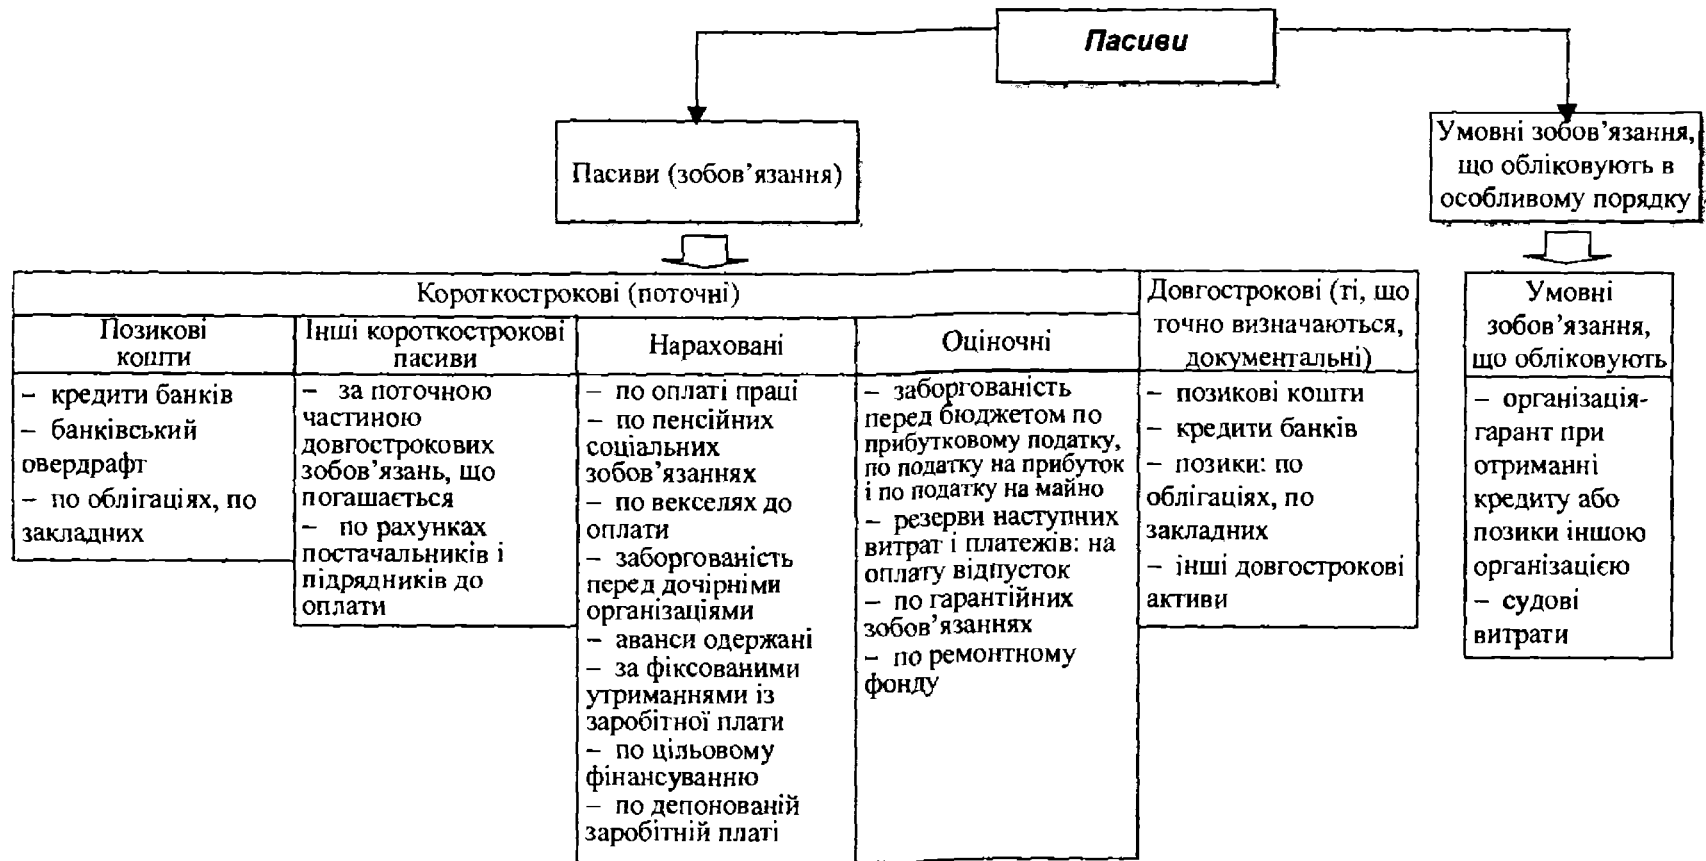 Пасиви
Пасиви (зобов’язання)
Умовні зобов’язання,
що обліковують в
особливому порядку
Короткострокові (поточні)
Позикові
кошти
– кредити банків
– банківський
овердрафт
– по облігаціях, по
закладних
Інші короткострокові
пасиви
– за поточною
частиною
довгострокових
зобов’язань, що
погашається
– по рахунках
постачальників і
підрядників до
оплати
Нараховані
– по оплаті праці
– по пенсійних
соціальних
зобов’язаннях
– по векселях до
оплати
– заборгованість
перед дочірніми
організаціями
– аванси одержані
– за фіксованими
утриманнями із
заробітної плати
– по цільовому
фінансуванню
– по депонованій
заробітній платі
Оціночні
– заборгованість
перед бюджетом по
прибутковому податку,
по податку на прибуток
і по податку на майно
– резерви наступних
витрат і платежів: на
оплату відпусток
– по гарантійних
зобов’язаннях
– по ремонтному
фонду
Довгострокові (ті, що
точно визначаються,
документальні)
– позикові кошти
– кредити банків
– позики: по
облігаціях, по
закладних
– інші довгострокові
активи
Умовні
зобов’язання,
що обліковують
– організація-
гарант при
отриманні
кредиту або
позики іншою
організацією
– судові
витрати